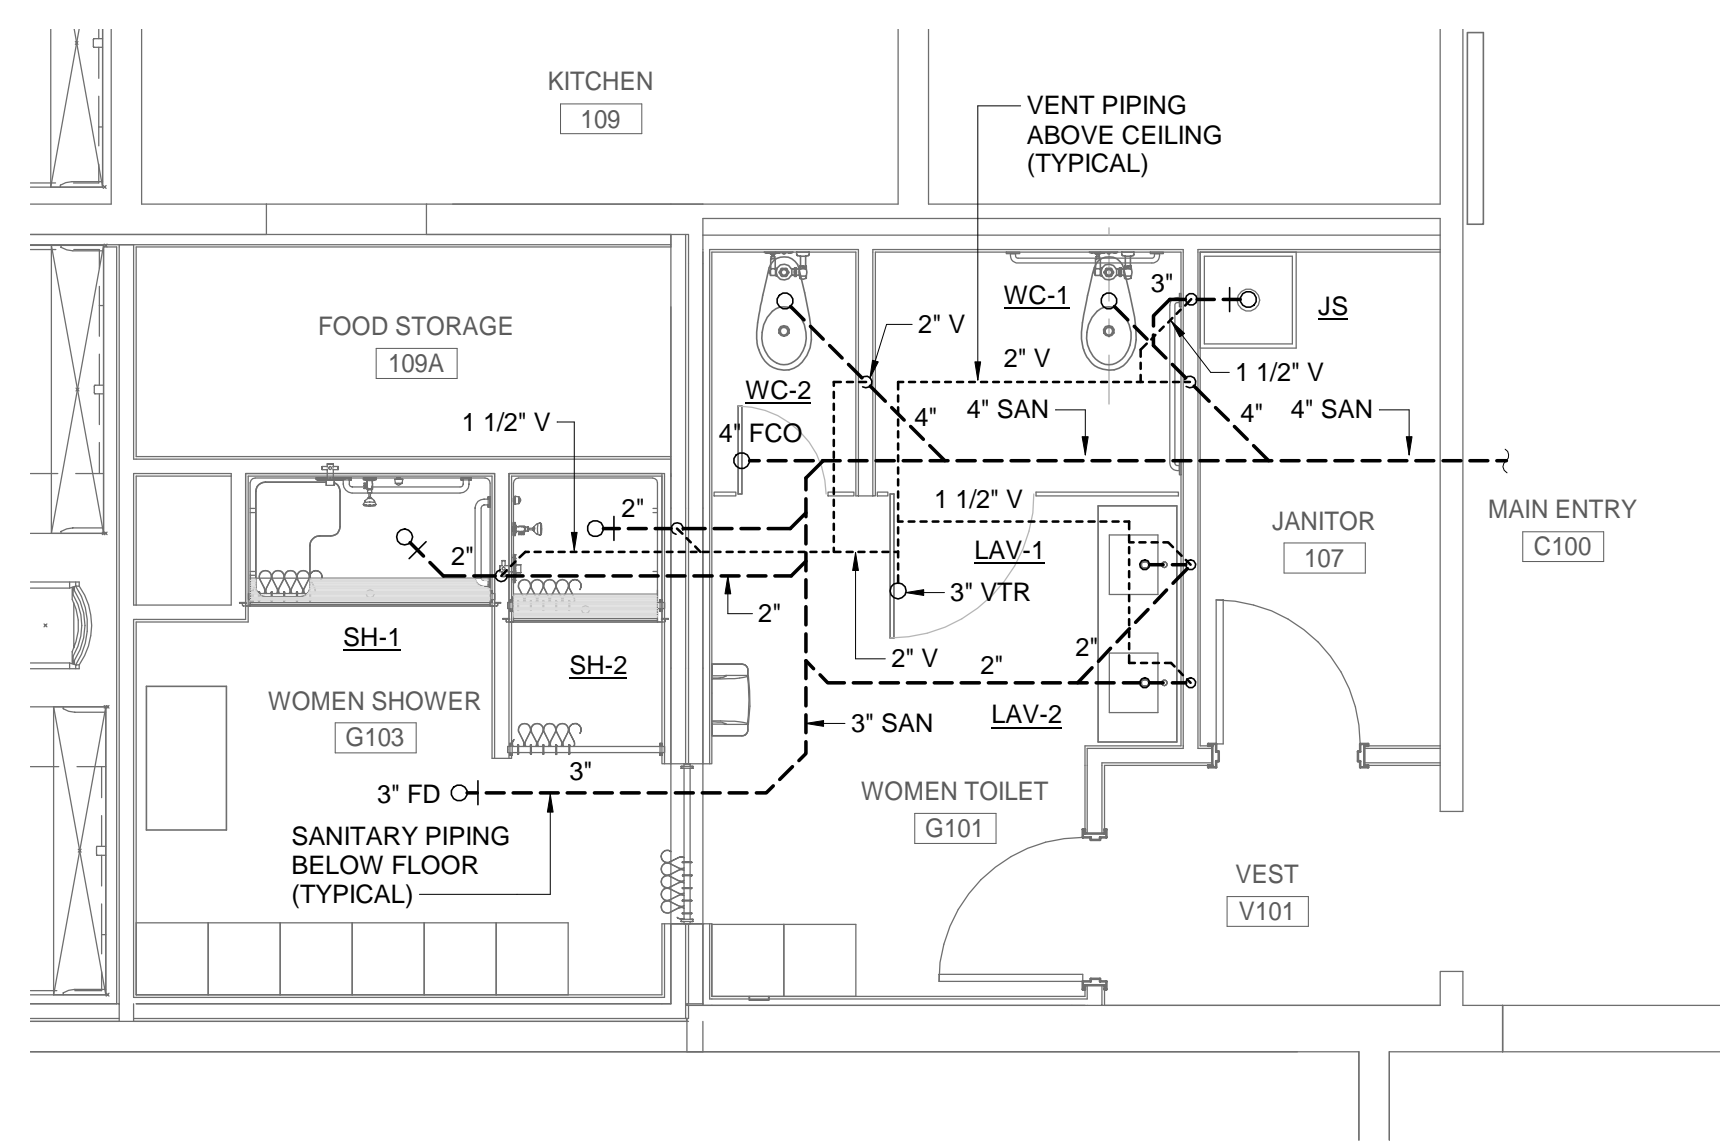 KITCHEN
109
VENT PIPING
ABOVE CEILING
(TYPICAL)
WC-1
3"
JS
FOOD STORAGE
109A
2" V
2" V
1 1/2" V
WC-2
1 1/2" V
4" FCO
4"
4" SAN
4"
4" SAN
2"
1 1/2" V
JANITOR
107
MAIN ENTRY
C100
2"
LAV-1
3" VTR
2"
SH-1
SH-2
2" V
2"
2"
WOMEN SHOWER
G103
LAV-2
3" SAN
3"
3" FD
WOMEN TOILET
G101
SANITARY PIPING
BELOW FLOOR
(TYPICAL)
VEST
V101